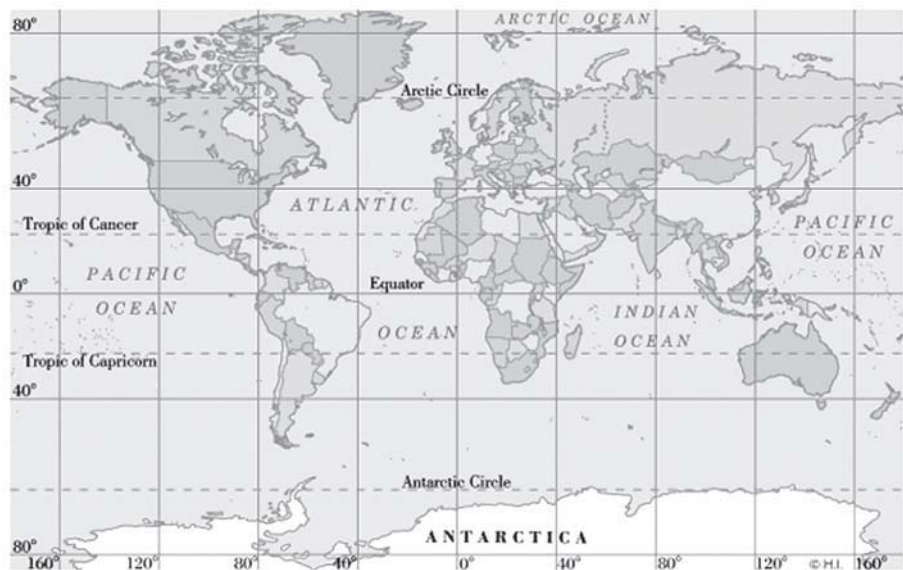 ARCTIC OCEAN
80°
Arctic Circle
40°
ATLANTIC
Tropic of Cancer
PACIFIC
OCEAN
PACIFIC
OCEAN
Equator
0°
INDIAN
OCEAN
OCEAN
Tropic of Capricorn
40°
Antarctic Circle
ANTARCTICA
80°
160° 120° 80° 40° 0° 40° 80° 120° © H.I. 160°